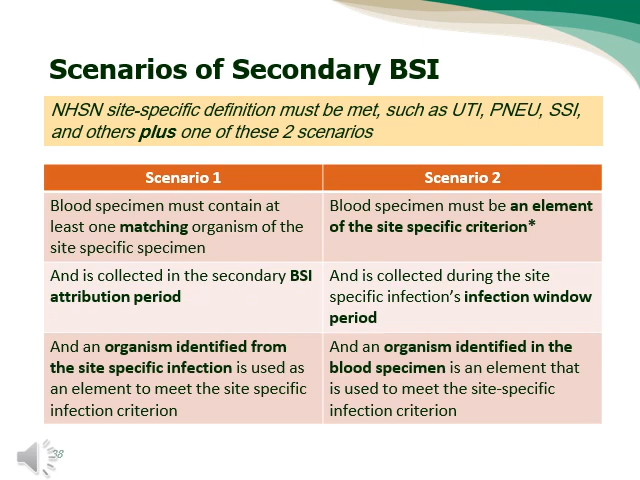 Scenarios of Secondary BSI
NHSN site-specific definition must be met, such as UTI, PNEU, SSI,
and others plus one of these 2 scenarios
Scenario 1
Scenario 2
Blood specimen must contain at
least one matching organism of the
site specific specimen
Blood specimen must be an element
of the site specific criterion*
And is collected in the secondary BSI
attribution period
And is collected during the site
specific infection’s infection window
period
And an organism identified from
the site specific infection is used as
an element to meet the site specific
infection criterion
And an organism identified in the
blood specimen is an element that
is used to meet the site-specific
infection criterion
38